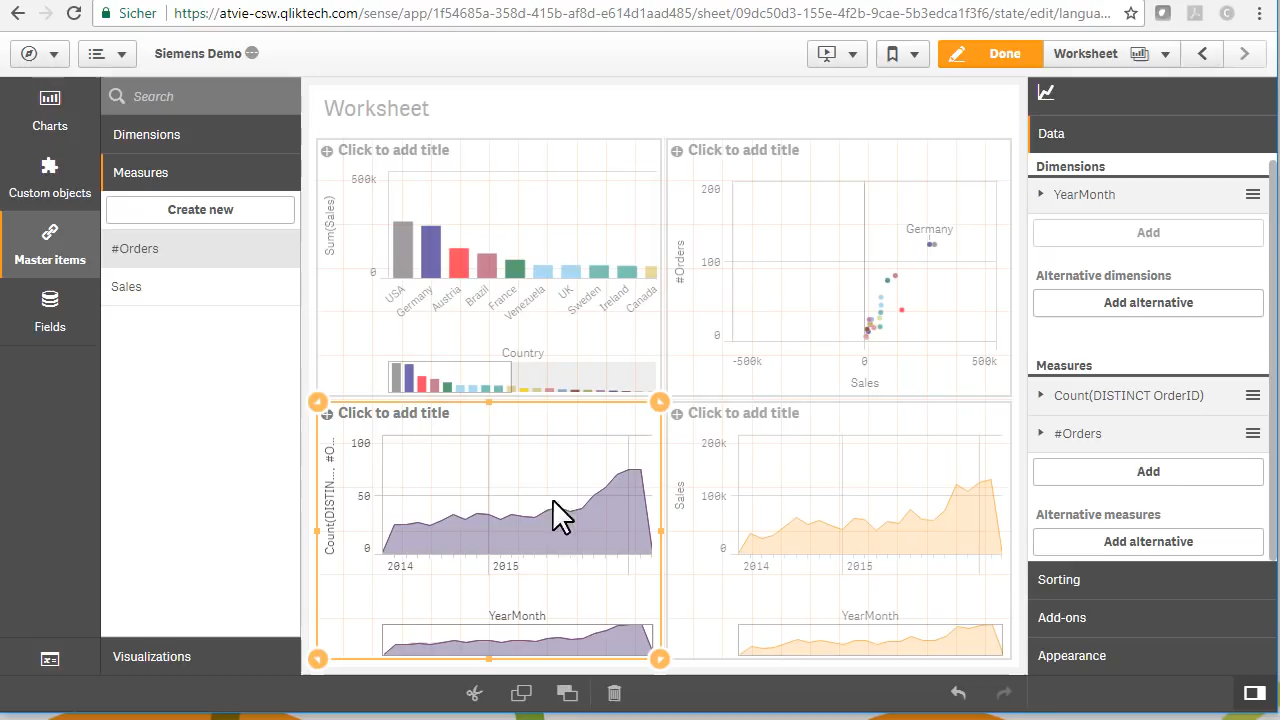 Sicher
https://atvie-csw.qliktech.com/sense/app/1f54685a-358d-415b-af8d-e614d1aad485/sheet/09dc50d3-155e-4f2b-9cae-5b3edca1f3f6/state/edit/langua...
Siemens Demo
Done
Worksheet
Charts
Custom objects
Master items
Fields
Search
Dimensions
Measures
Create new
#Orders
Sales
Visualizations
Worksheet
Click to add title
500k
0
Sum(Sales)
USA
Germany
Austria
Brazil
France
Venezuela
UK
Sweden
Ireland
Canada
Country
Click to add title
200
100
0
#Orders
Germany
-500k
0
500k
Sales
Click to add title
100
50
0
Count(DISTIN... #O...
2014
2015
YearMonth
Click to add title
200k
100k
0
Sales
2014
2015
YearMonth
Data
Dimensions
YearMonth
Add
Alternative dimensions
Add alternative
Measures
Count(DISTINCT OrderID)
#Orders
Add
Alternative measures
Add alternative
Sorting
Add-ons
Appearance